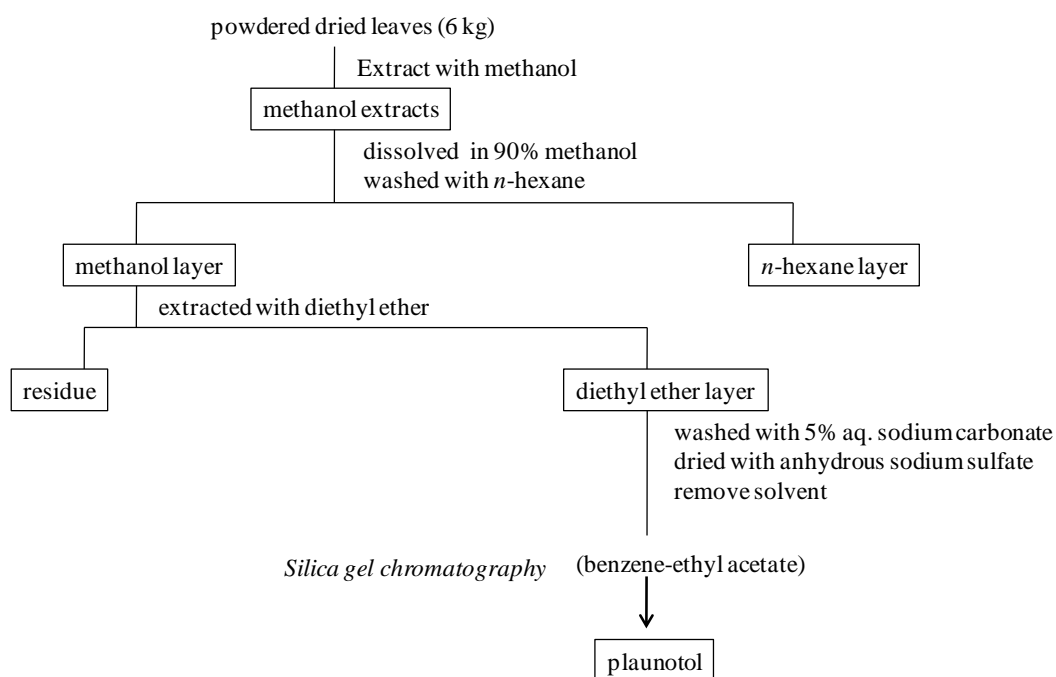 powdered dried leaves (6 kg)
Extract with methanol
methanol extracts
dissolved in 90% methanol
washed with n-hexane
methanol layer
n-hexane layer
extracted with diethyl ether
residue
diethyl ether layer
washed with 5% aq. sodium carbonate
dried with anhydrous sodium sulfate
remove solvent
Silica gel chromatography (benzene-ethyl acetate)
plaunotol